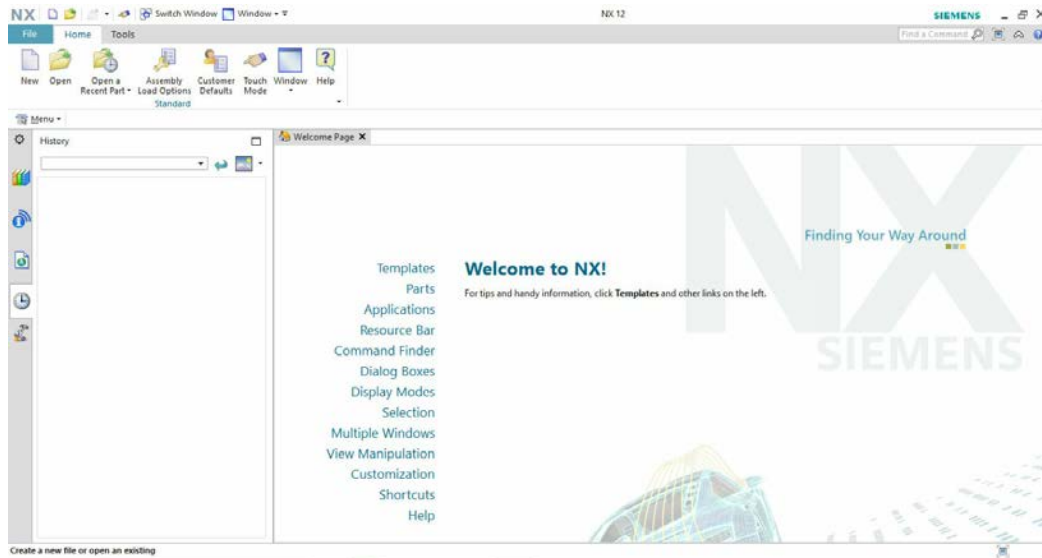 NX Switch Window Window NX 12 SIEMENS
File Home Tools Find a Command
New Open Open a Recent Part Assembly Load Options Customer Defaults Touch Mode Window Help
Standard
Menu
History
Welcome Page
NX
SIEMENS
Finding Your Way Around
Templates
Parts
Applications
Resource Bar
Command Finder
Dialog Boxes
Display Modes
Selection
Multiple Windows
View Manipulation
Customization
Shortcuts
Help
Welcome to NX!
For tips and handy information, click Templates and other links on the left.
Create a new file or open an existing